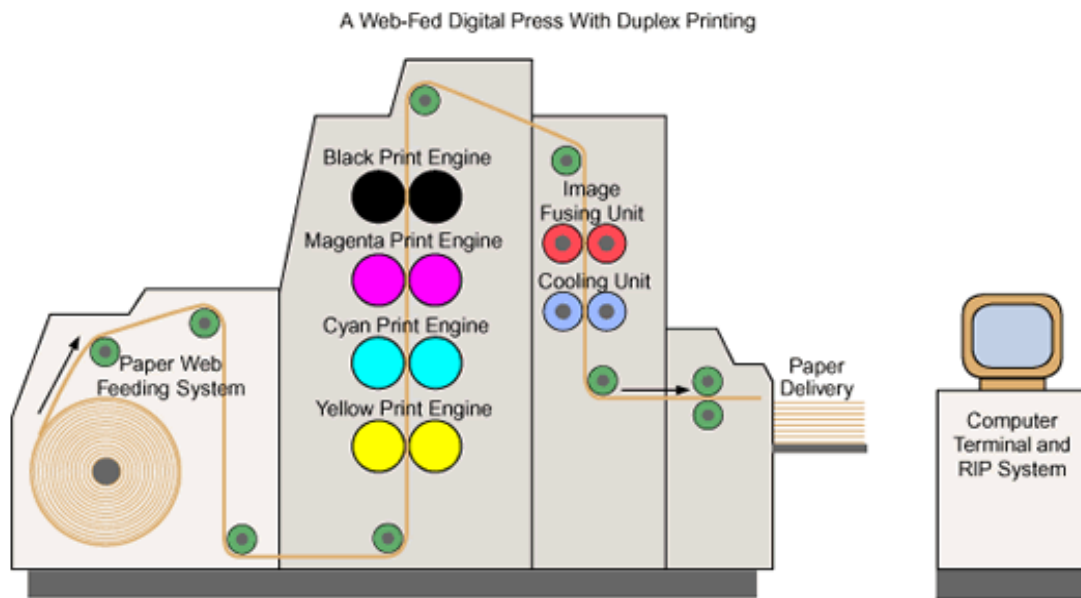 A Web-Fed Digital Press With Duplex Printing
Black Print Engine
Magenta Print Engine
Cyan Print Engine
Yellow Print Engine
Paper Web
Feeding System
Image
Fusing Unit
Cooling Unit
Paper
Delivery
Computer
Terminal and
RIP System